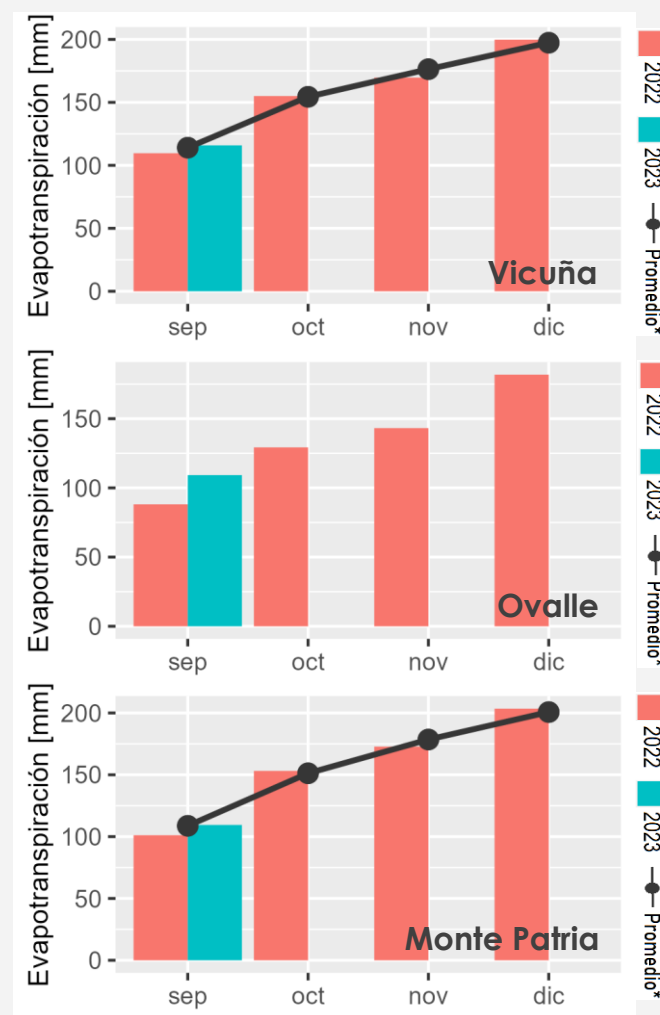 Evapotranspiración [mm]
200
150
100
50
0
sep oct nov dic
Vicuña
2022
2023
Promedio*
Evapotranspiración [mm]
150
100
50
0
sep oct nov dic
Ovalle
2022
2023
Promedio*
Evapotranspiración [mm]
200
150
100
50
0
sep oct nov dic
Monte Patria
2022
2023
Promedio*